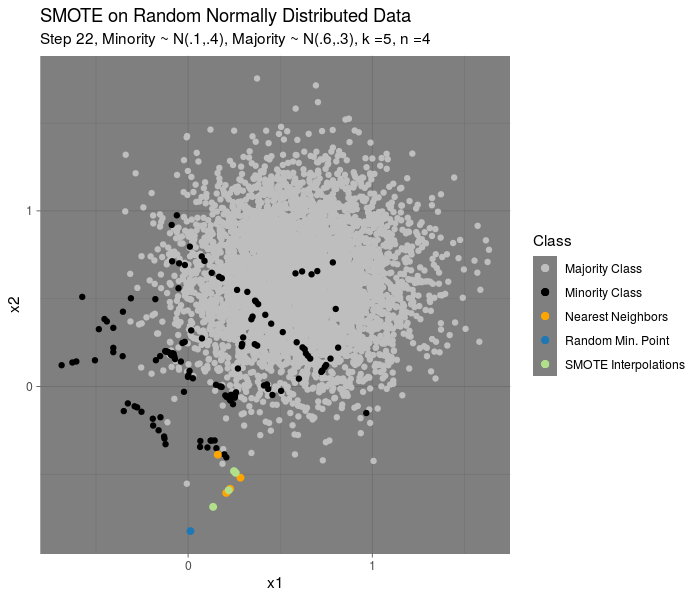 SMOTE on Random Normally Distributed Data
Step 22, Minority ~ N(.1,.4), Majority ~ N(.6,.3), k =5, n =4
x2
1
0
0
1
x1
Class
Majority Class
Minority Class
Nearest Neighbors
Random Min. Point
SMOTE Interpolations